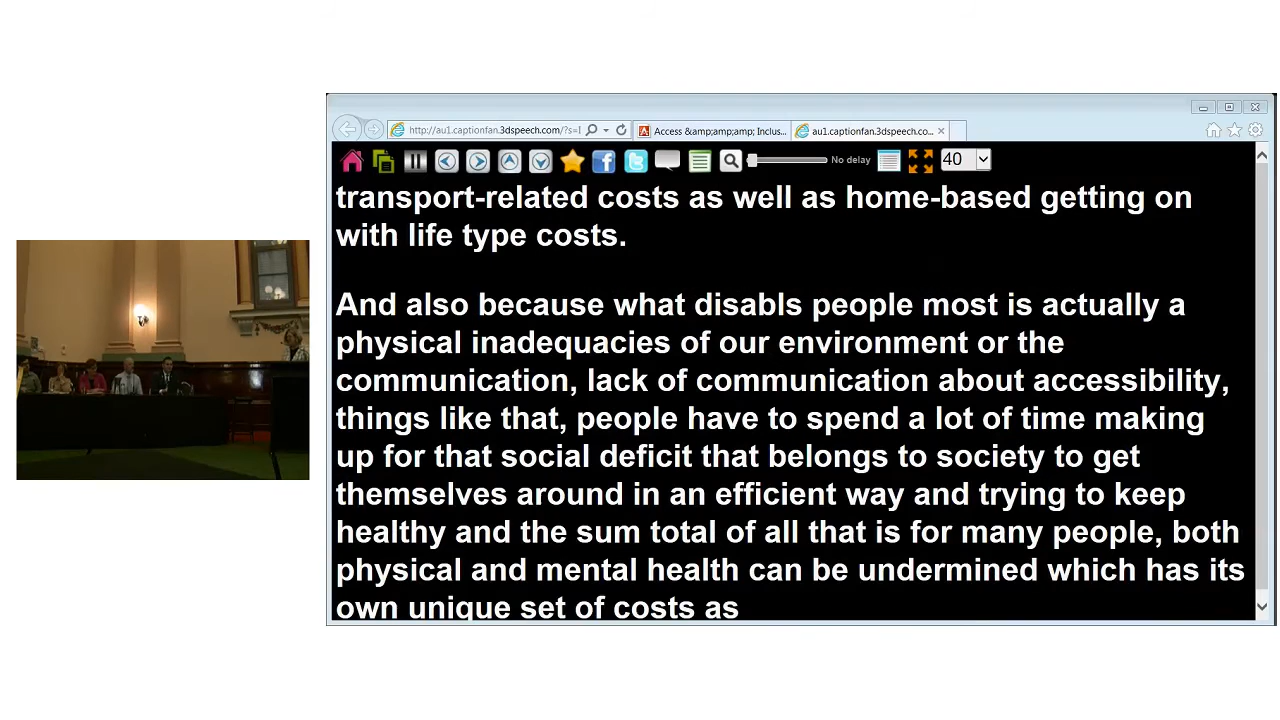 http://au1.captionfan.3dspeech.com/?s=
Access &amp;amp;amp; Inclus...
au1.captionfan.3dspeech.co...
No delay
40
transport-related costs as well as home-based getting on
with life type costs.
And also because what disabls people most is actually a
physical inadequacies of our environment or the
communication, lack of communication about accessibility,
things like that, people have to spend a lot of time making
up for that social deficit that belongs to society to get
themselves around in an efficient way and trying to keep
healthy and the sum total of all that is for many people, both
physical and mental health can be undermined which has its
own unique set of costs as